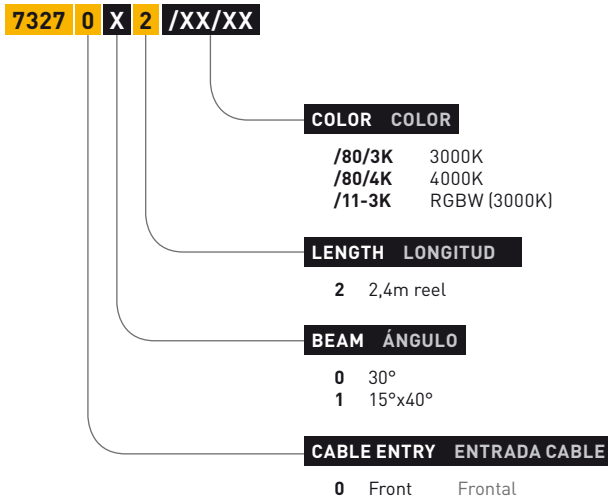 7327 0 X 2 /XX/XX
COLOR COLOR
/80/3K 3000K
/80/4K 4000K
/11-3K RGBW (3000K)
LENGTH LONGITUD
2 2,4m reel
BEAM ÁNGULO
0 30°
1 15°x40°
CABLE ENTRY ENTRADA CABLE
0 Front Frontal